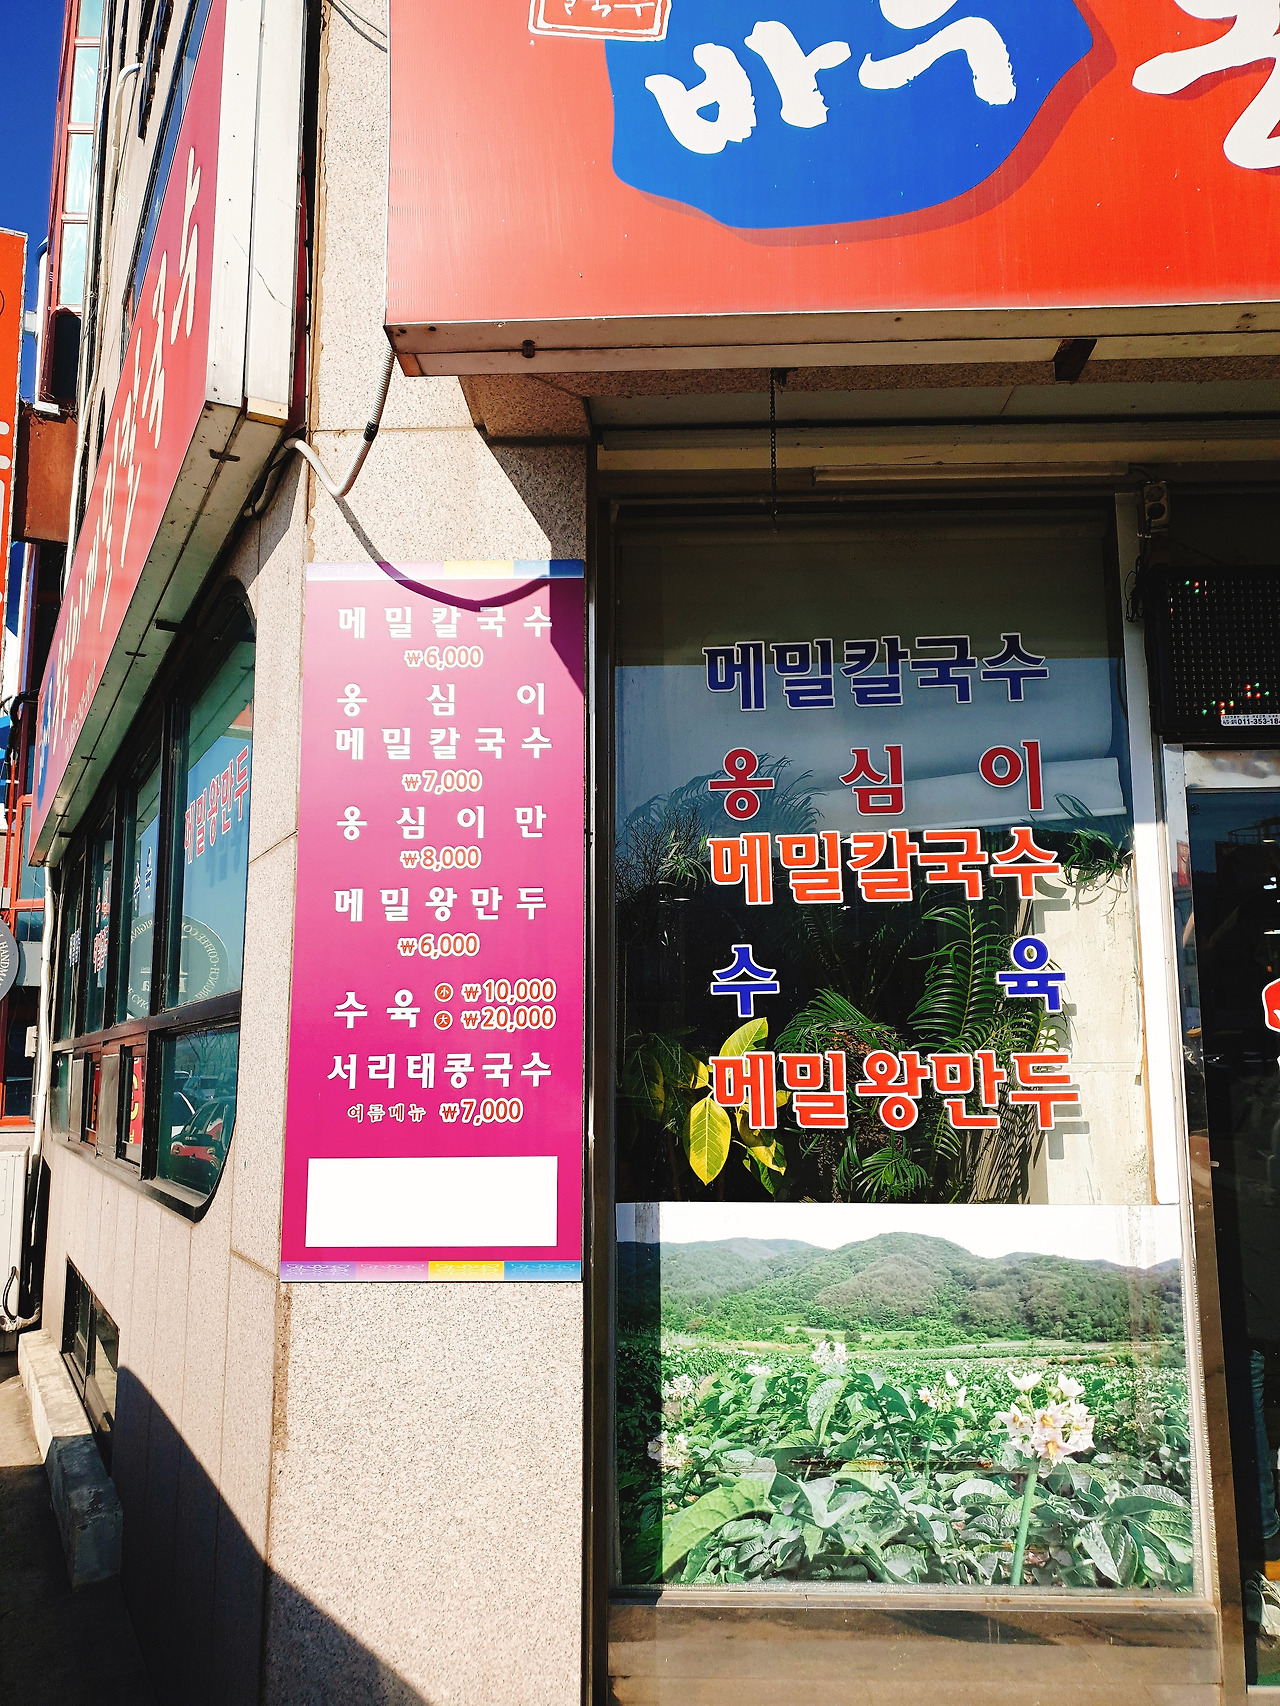 바우
메밀칼국수
₩6,000
옹심이
메밀칼국수
₩7,000
옹심이만
₩8,000
메밀왕만두
₩6,000
수육 小 ₩10,000
大 ₩20,000
서리태콩국수
여름메뉴 ₩7,000
메밀칼국수
옹심이
메밀칼국수
수육
메밀왕만두
메밀왕만두